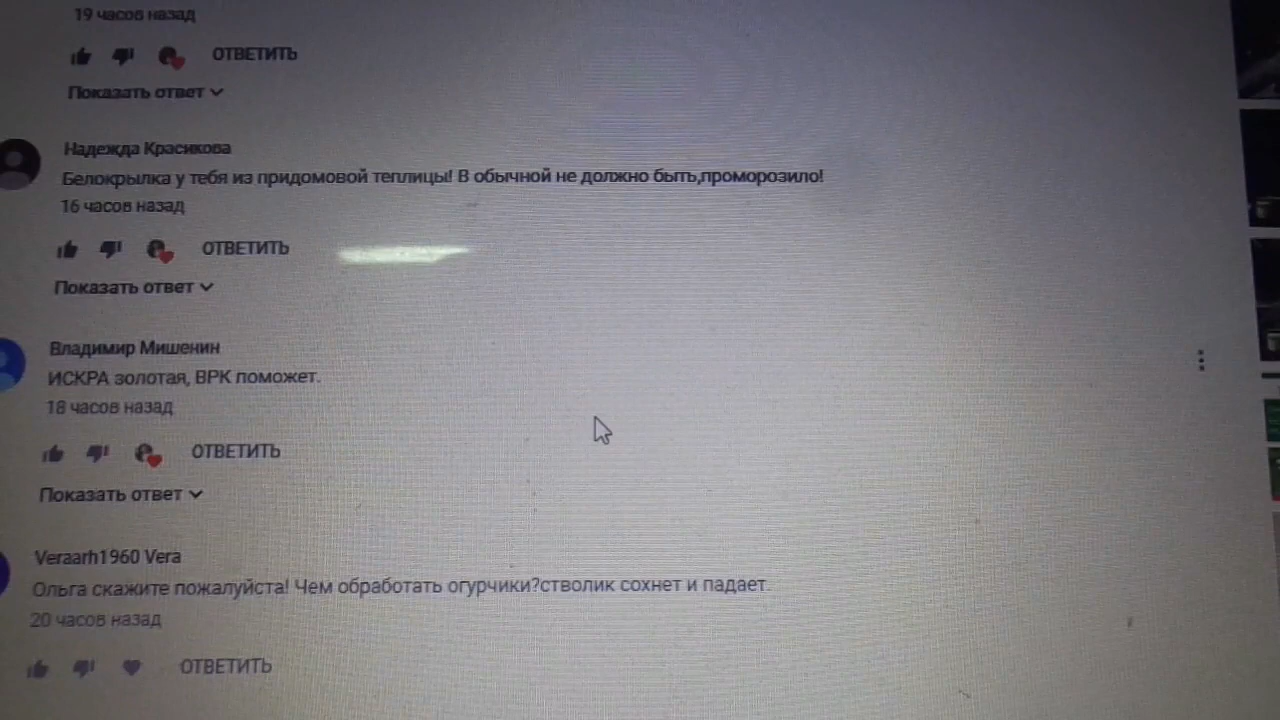 19 часов назад
ОТВЕТИТЬ
Показать ответ
Надежда Красикова
Белокрылка у тебя из придомовой теплицы! В обычной не должно быть,проморозило!
16 часов назад
ОТВЕТИТЬ
Показать ответ
Владимир Мишенин
ИСКРА золотая, ВРК поможет.
18 часов назад
ОТВЕТИТЬ
Показать ответ
Veraarh1960 Vera
Ольга скажите пожалуйста! Чем обработать огурчики?стволик сохнет и падает.
20 часов назад
ОТВЕТИТЬ